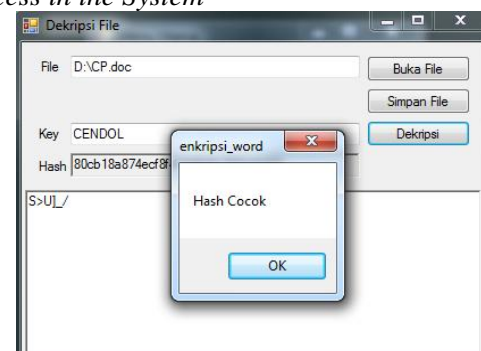 cess in the System
Dekripsi File
File D:\CP.doc Buka File
Simpan File
Key CENDOL Dekripsi
enkripsi_word
Hash 80cb18a874ecf8f
Hash Cocok
S>U]_/
OK